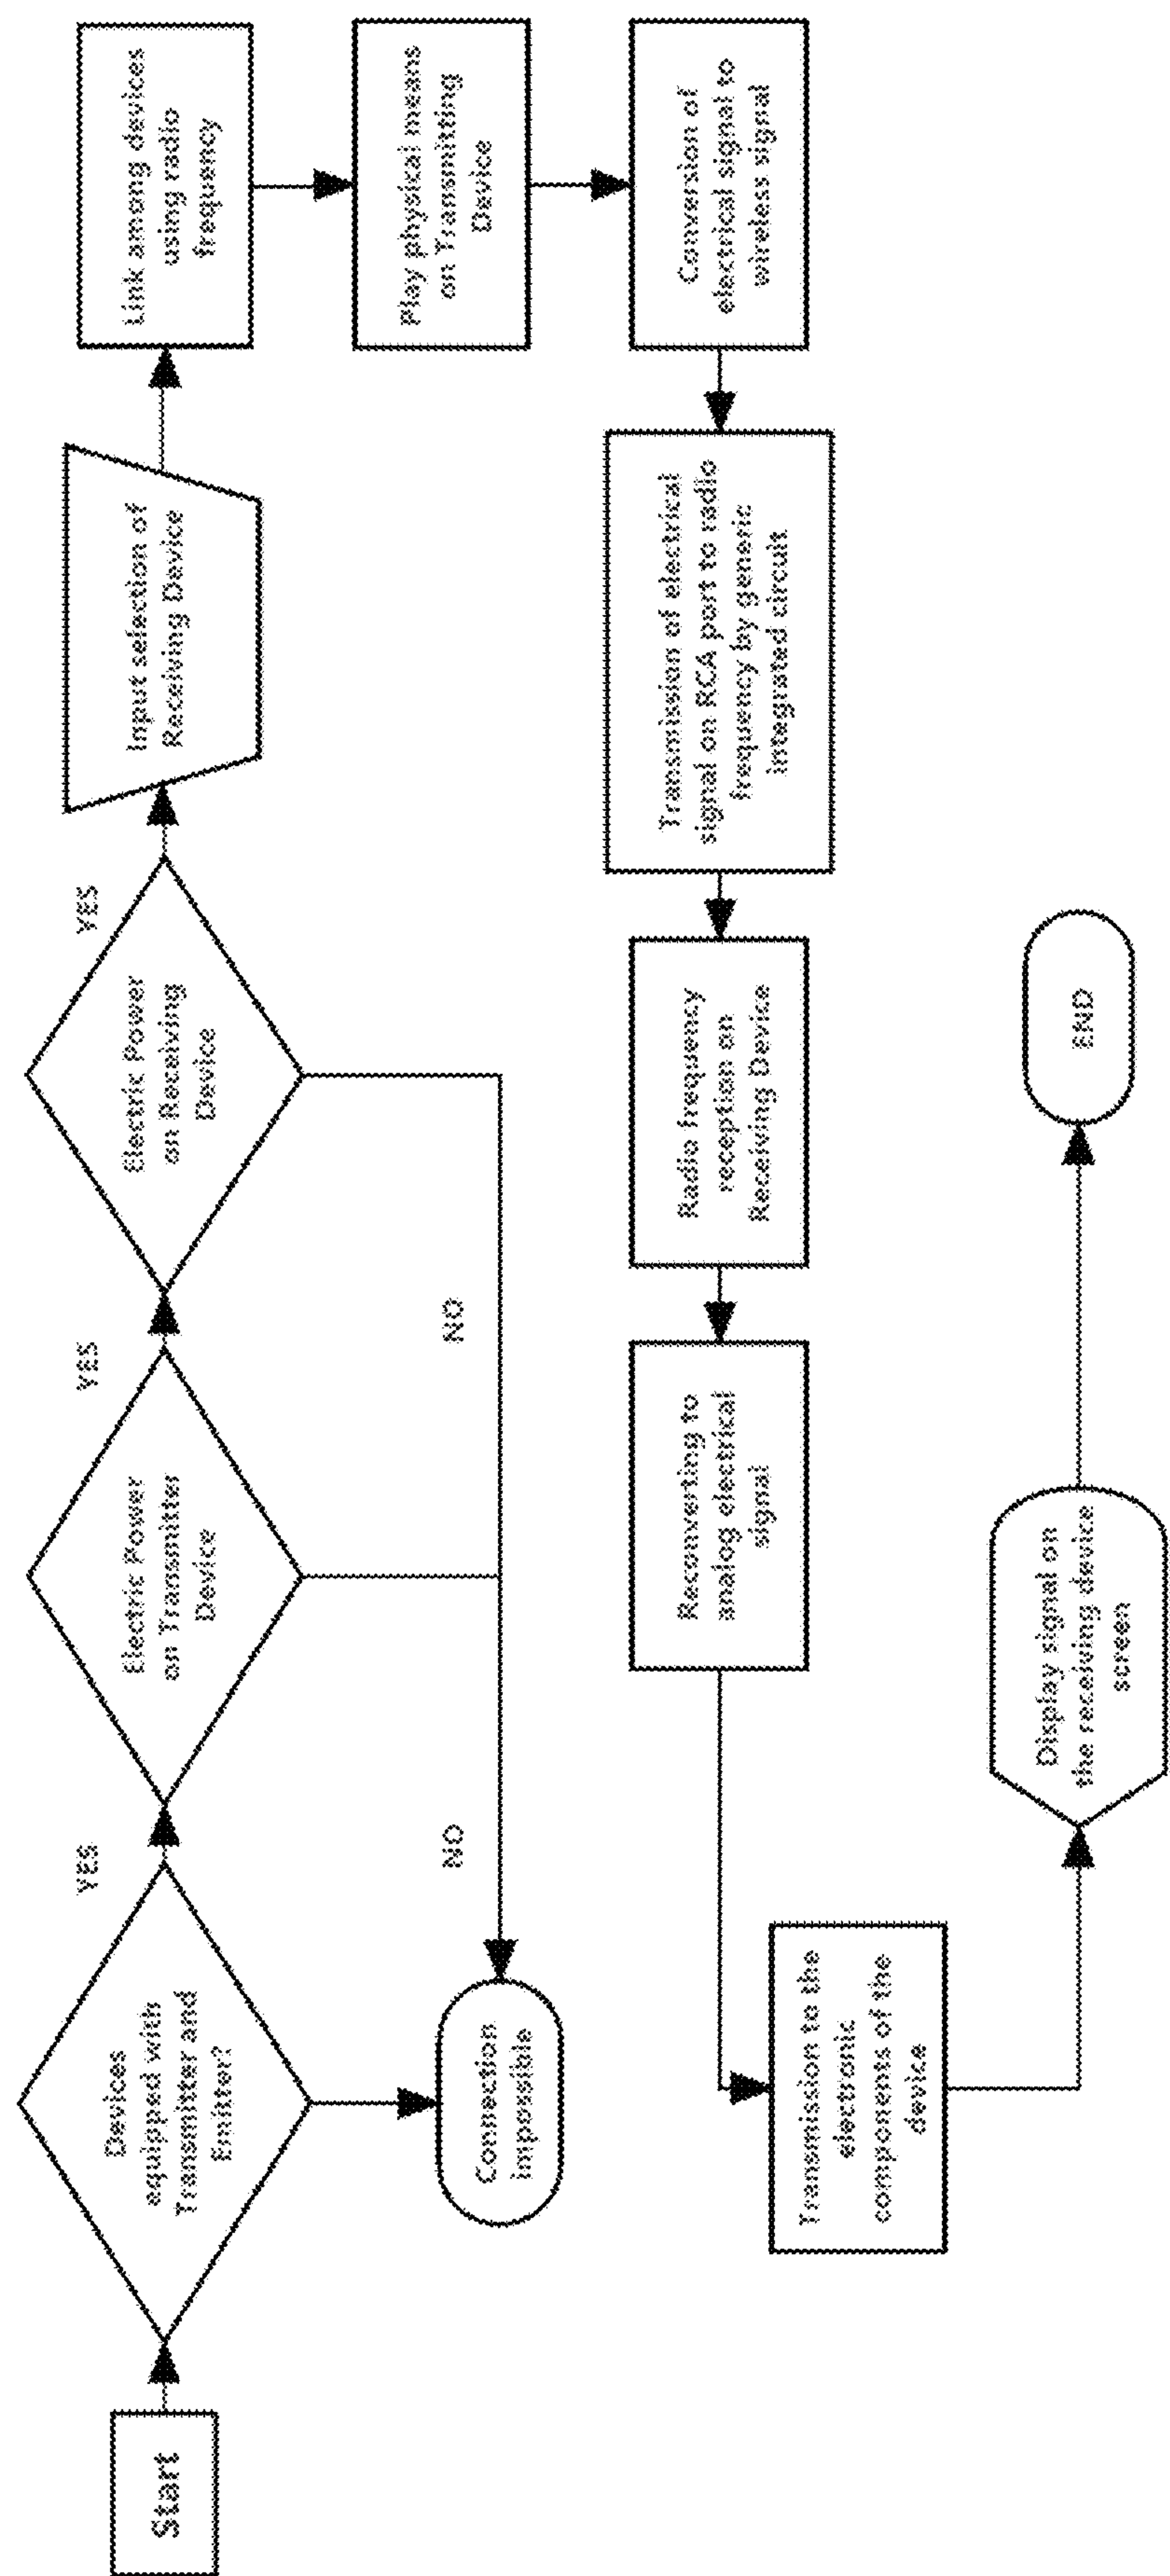 Start
Devices
equipped with
Transmitter and
Emitter?
YES
Electric Power
on Transmitter
Device
YES
Electric Power
on Receiving
Device
YES
Input selection of
Receiving Device
Link among devices
using radio
frequency
Play physical means
on Transmitting
Device
Conversion of
electrical signal to
wireless signal
NO
NO
Connection
impossible
Transmission of electrical
signal on RCA port to radio
frequency by generic
integrated circuit
Radio frequency
reception on
Receiving Device
Reconverting to
analog electrical
signal
Transmission to the
electronic
components of the
device
Display signal on
the receiving device
screen
END